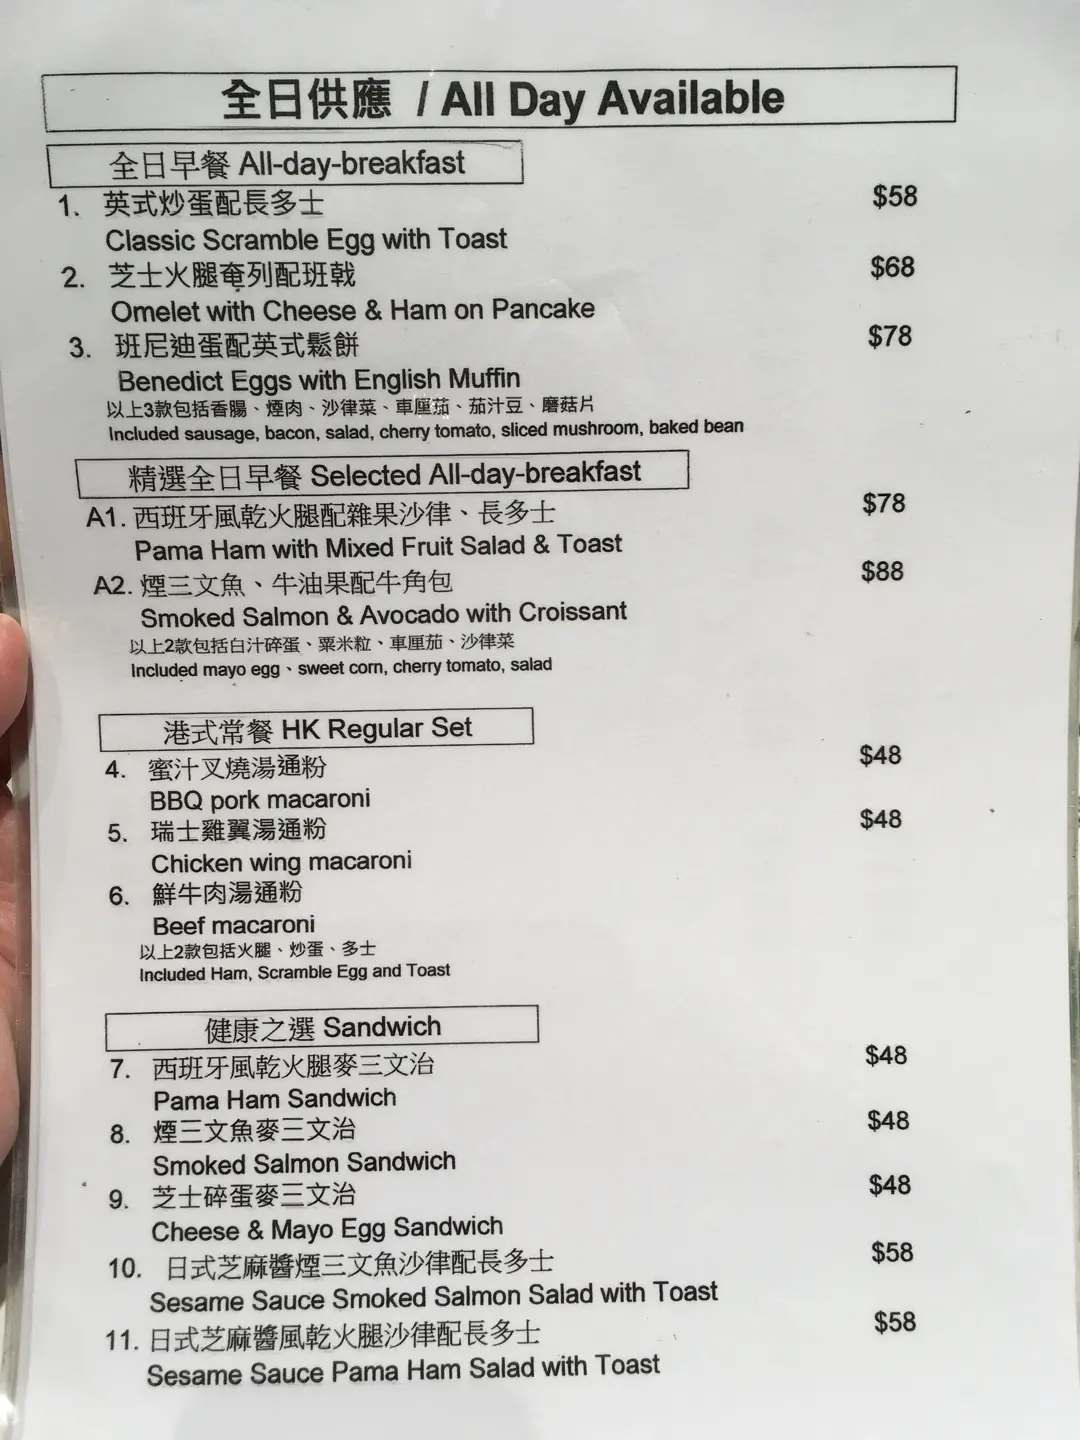 全日供應 / All Day Available
全日早餐 All-day-breakfast
1. 英式炒蛋配長多士 $58
Classic Scramble Egg with Toast
2. 芝士火腿奄列配班戟 $68
Omelet with Cheese & Ham on Pancake
3. 班尼迪蛋配英式鬆餅 $78
Benedict Eggs with English Muffin
以上3款包括香腸、煙肉、沙律菜、車厘茄、茄汁豆、磨菇片
Included sausage, bacon, salad, cherry tomato, sliced mushroom, baked bean
精選全日早餐 Selected All-day-breakfast
A1. 西班牙風乾火腿配雜果沙律、長多士 $78
Pama Ham with Mixed Fruit Salad & Toast
A2. 煙三文魚、牛油果配牛角包 $88
Smoked Salmon & Avocado with Croissant
以上2款包括白汁碎蛋、粟米粒、車厘茄、沙律菜
Included mayo egg、sweet corn, cherry tomato, salad
港式常餐 HK Regular Set
4. 蜜汁叉燒湯通粉 $48
BBQ pork macaroni
5. 瑞士雞翼湯通粉 $48
Chicken wing macaroni
6. 鮮牛肉湯通粉
Beef macaroni
以上2款包括火腿、炒蛋、多士
Included Ham, Scramble Egg and Toast
健康之選 Sandwich
7. 西班牙風乾火腿麥三文治 $48
Pama Ham Sandwich
8. 煙三文魚麥三文治 $48
Smoked Salmon Sandwich
9. 芝士碎蛋麥三文治 $48
Cheese & Mayo Egg Sandwich
10. 日式芝麻醬煙三文魚沙律配長多士 $58
Sesame Sauce Smoked Salmon Salad with Toast
11. 日式芝麻醬風乾火腿沙律配長多士 $58
Sesame Sauce Pama Ham Salad with Toast